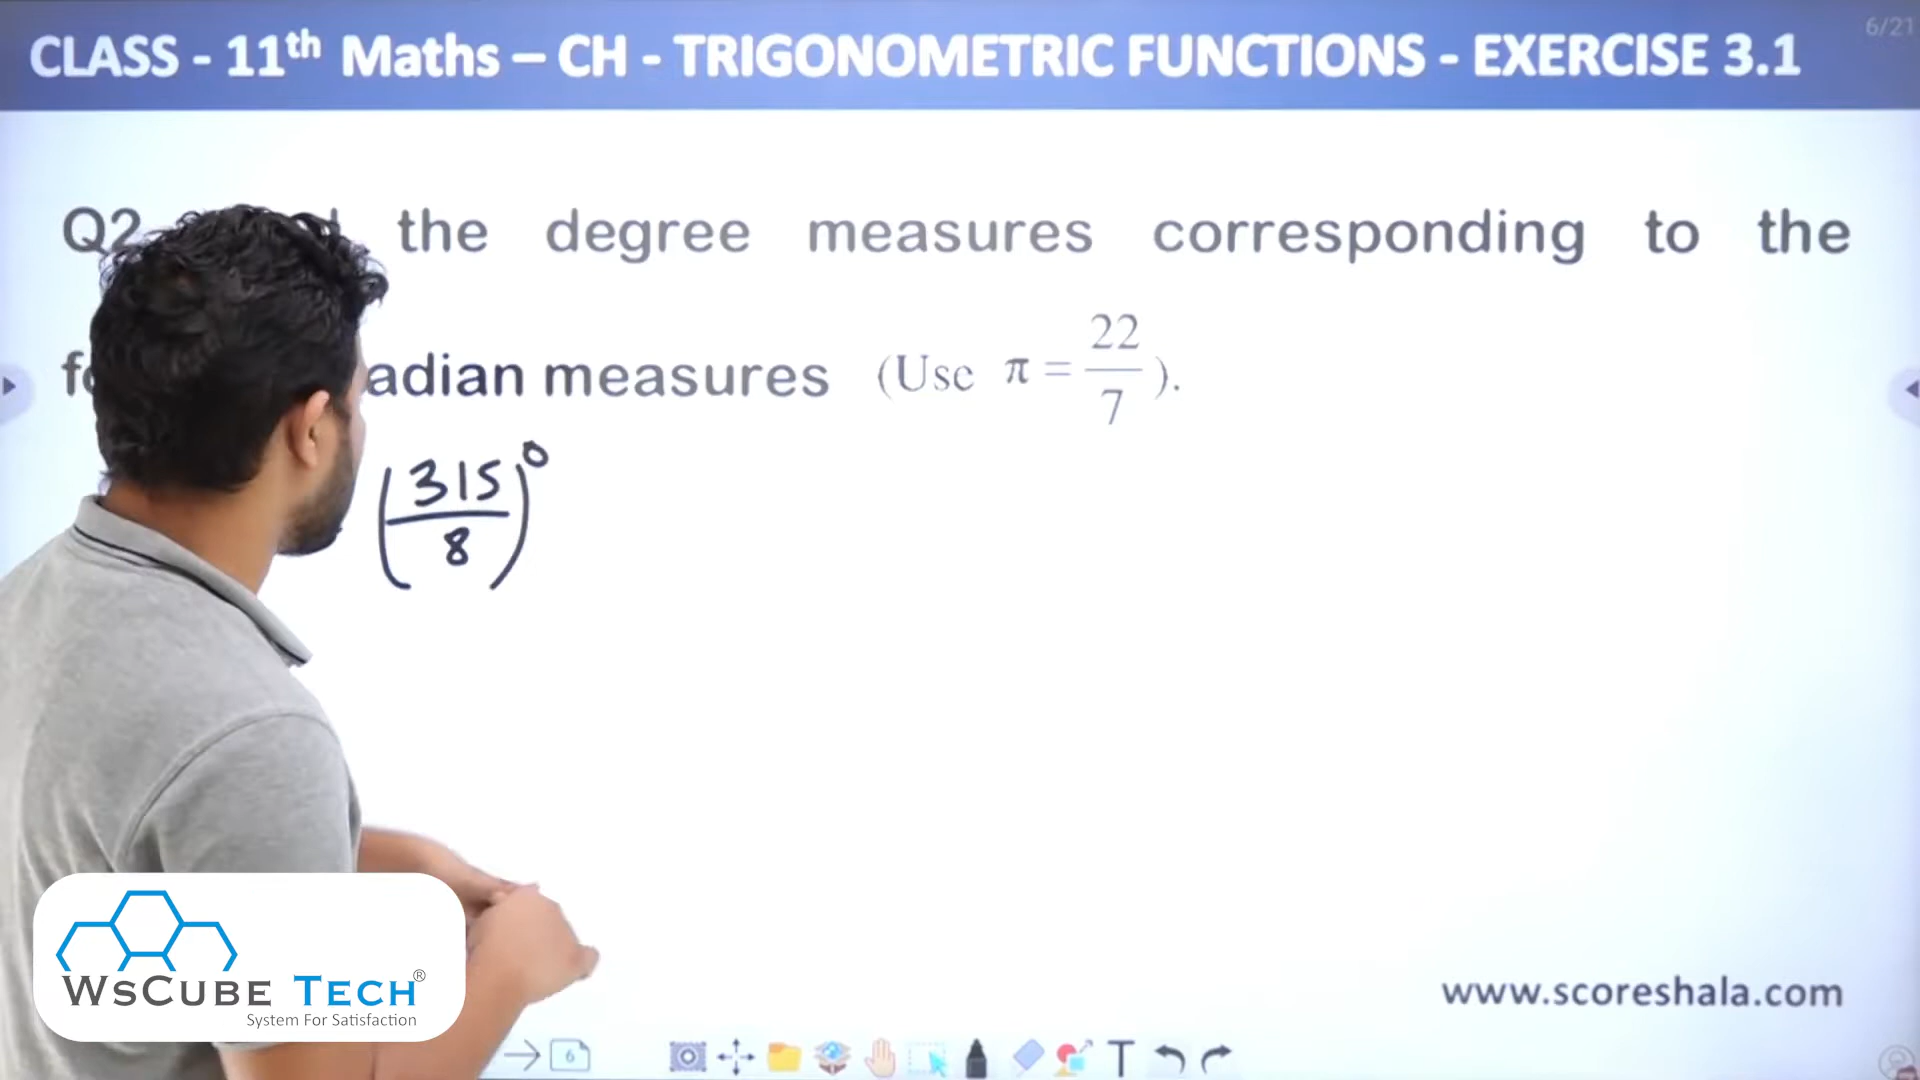 6/21
CLASS - 11th Maths – CH - TRIGONOMETRIC FUNCTIONS - EXERCISE 3.1
Q2 the degree measures corresponding to the
adian measures (Use π = 22/7).
(315/8)°
WsCube Tech®
System For Satisfaction
www.scoreshala.com
6
T